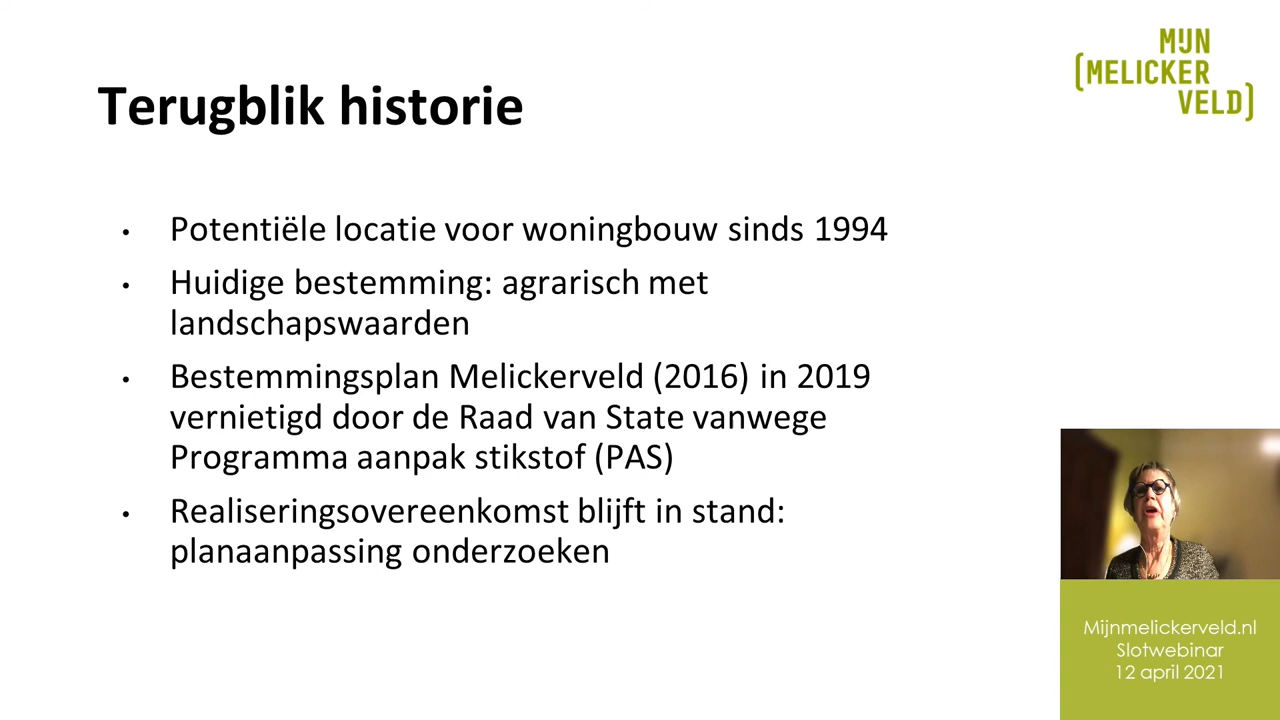 MIJN
(MELICKER
VELD)
Terugblik historie
• Potentiële locatie voor woningbouw sinds 1994
• Huidige bestemming: agrarisch met
landschapswaarden
• Bestemmingsplan Melickerveld (2016) in 2019
vernietigd door de Raad van State vanwege
Programma aanpak stikstof (PAS)
• Realiseringsovereenkomst blijft in stand:
planaanpassing onderzoeken
Mijnmelickerveld.nl
Slotwebinar
12 april 2021